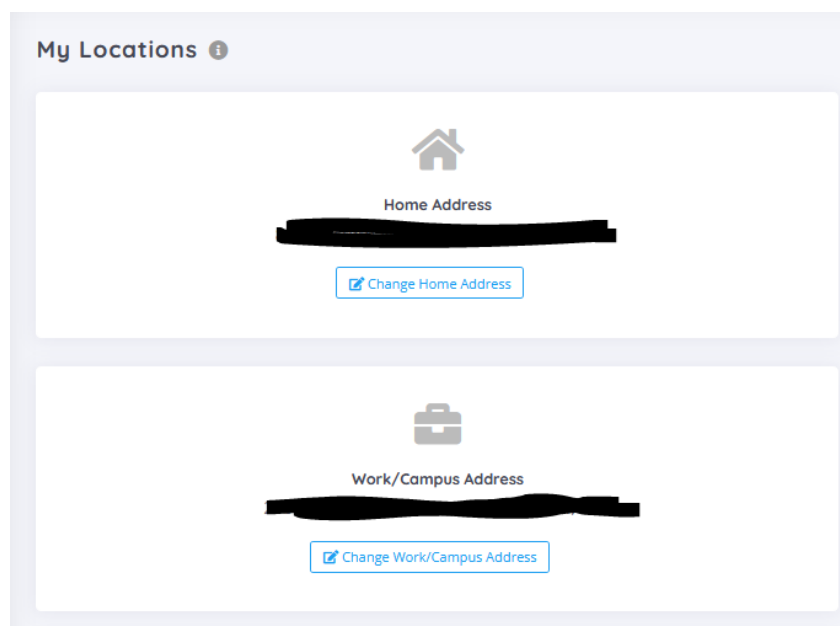 My Locations
Home Address
Change Home Address
Work/Campus Address
Change Work/Campus Address